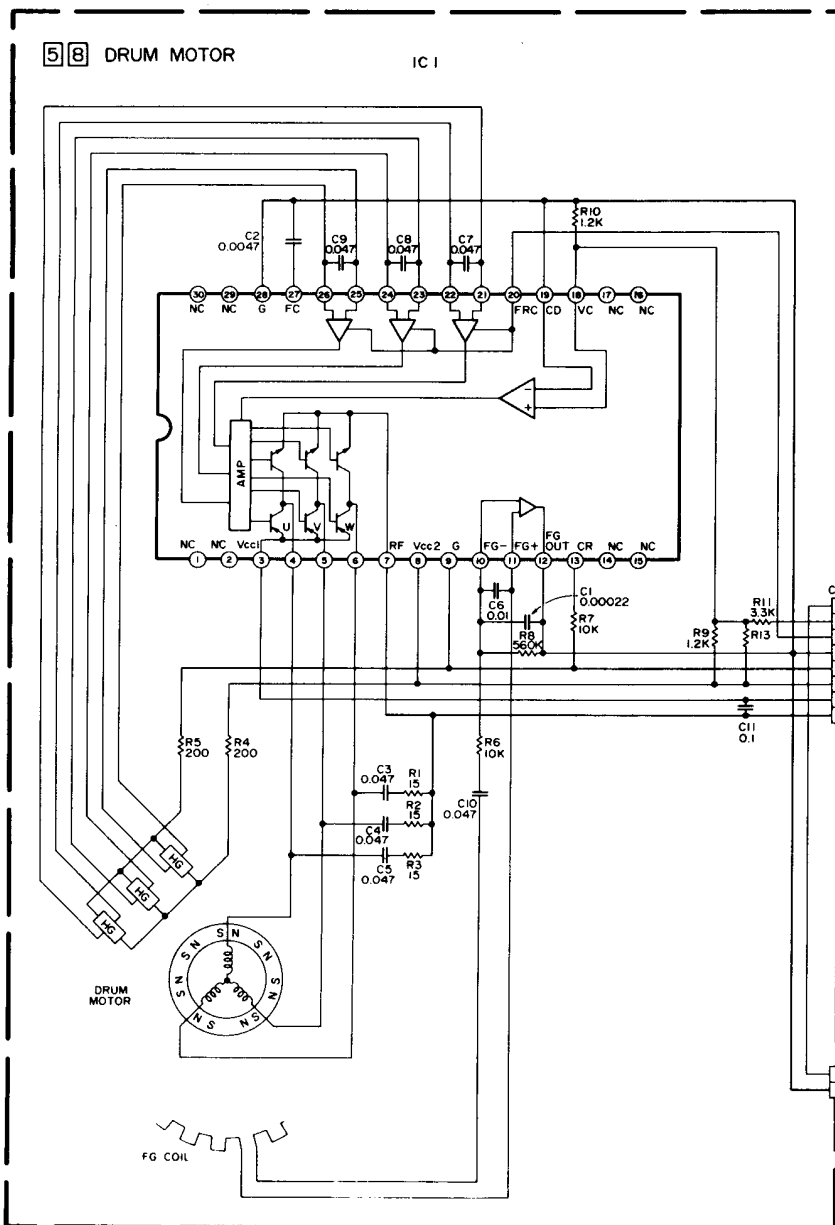 5 8 DRUM MOTOR
IC 1
C2
0.0047
C9
0.047
C8
0.047
C7
0.047
R10
1.2K
30 29 28 27 26 25 24 23 22 21 20 19 18 17 16
NC NC G FC FRC CD VC NC NC
- +
AMP
U V W
NC NC Vcc1 RF Vcc2 G FG- FG+ FG OUT CR NC NC
1 2 3 4 5 6 7 8 9 10 11 12 13 14 15
C6
0.01
C1
0.00022
R8
560K
R7
10K
R9
1.2K
R11
3.3K
R13
C
C11
0.1
R5
200
R4
200
R6
10K
C10
0.047
C3
0.047
R1
15
R2
15
C4
0.047
C5
0.047
R3
15
HG
HG
HG
DRUM
MOTOR
S N
S N
S N
S N
S N
S N
S N
S N
FG COIL